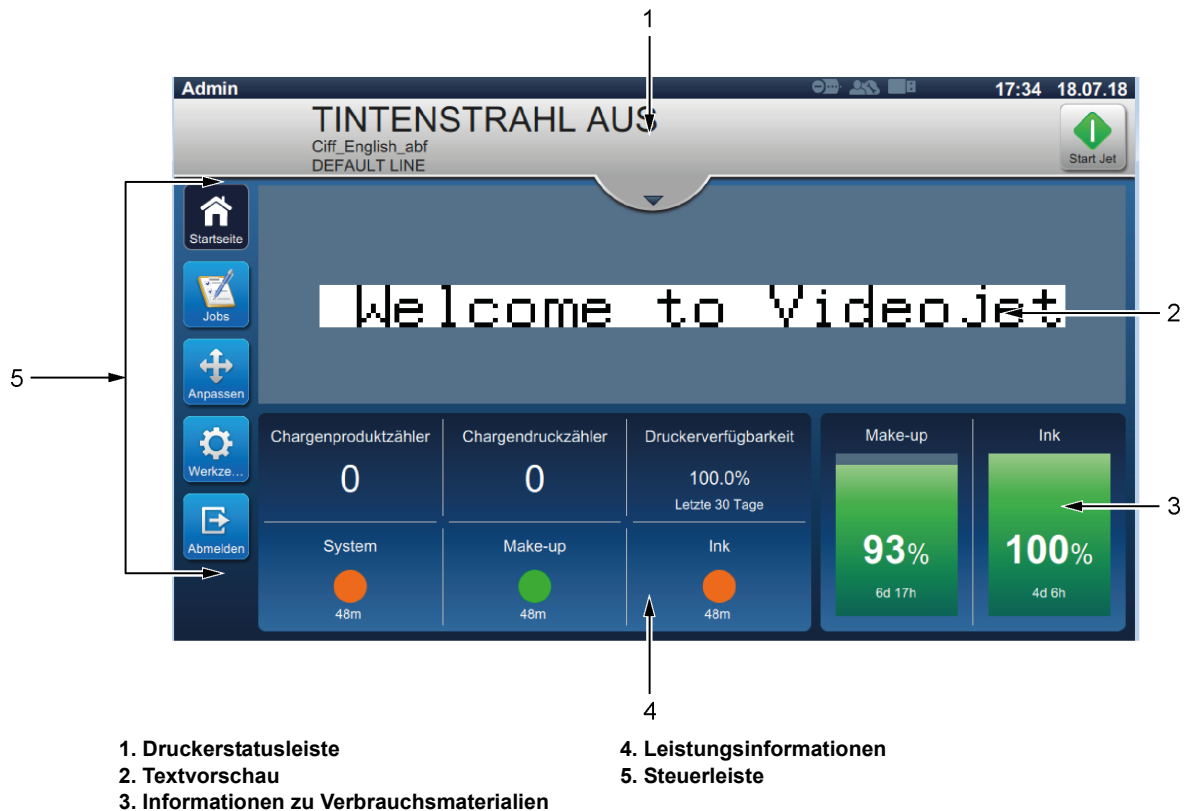 1
Admin
17:34 18.07.18
TINTENSTRAHL AUS
Ciff_English_abf
DEFAULT LINE
Start Jet
Startseite
Jobs
Anpassen
Werkze...
Abmelden
5
Welcome to Videojet
2
Chargenproduktzähler
0
Chargendruckzähler
0
Druckerverfügbarkeit
100.0%
Letzte 30 Tage
System
48m
Make-up
48m
Ink
48m
Make-up
93%
6d 17h
Ink
100%
4d 6h
3
4
1. Druckerstatusleiste
2. Textvorschau
3. Informationen zu Verbrauchsmaterialien
4. Leistungsinformationen
5. Steuerleiste